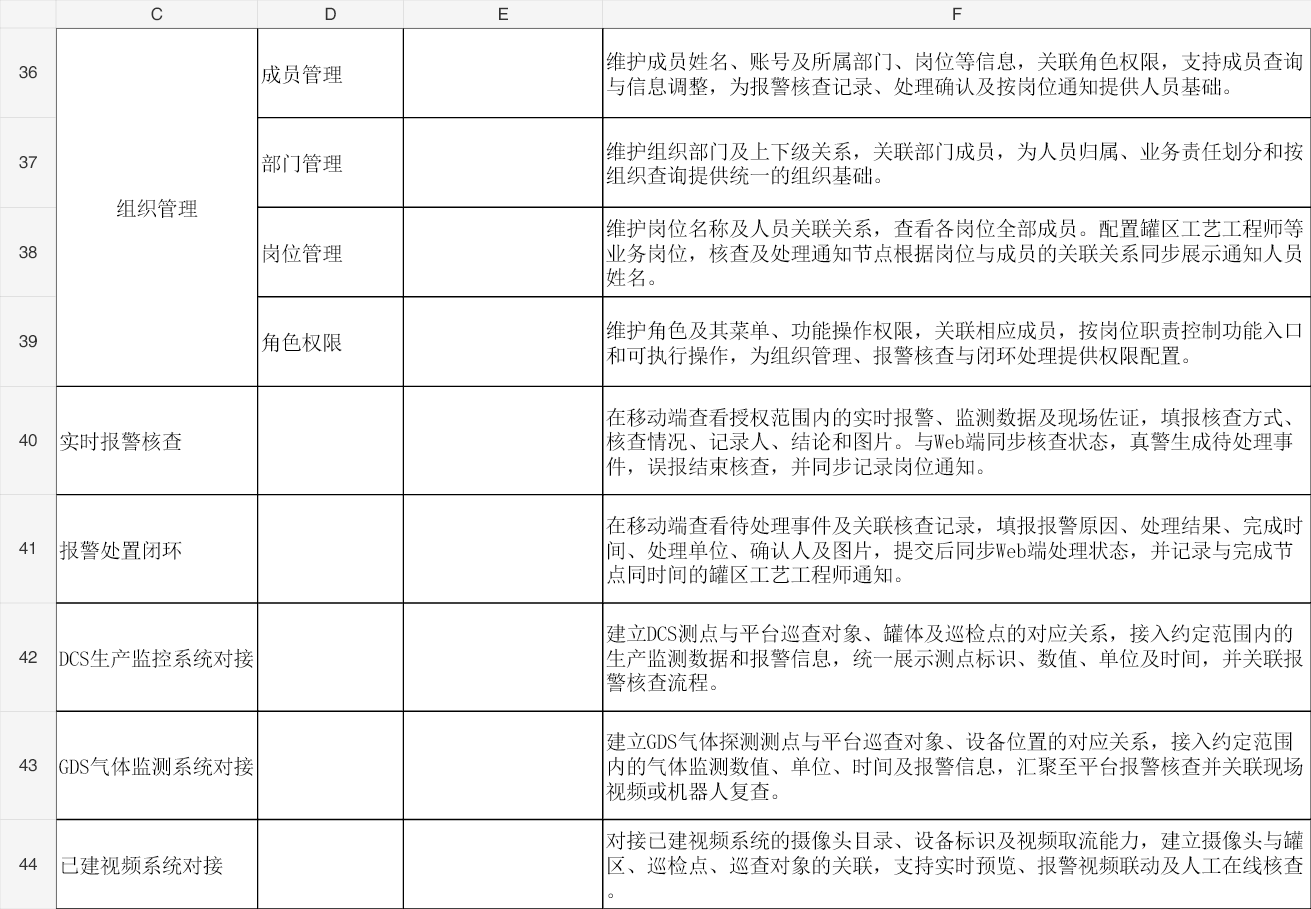 C D E F
36
成员管理
维护成员姓名、账号及所属部门、岗位等信息，关联角色权限，支持成员查询
与信息调整，为报警核查记录、处理确认及按岗位通知提供人员基础。
37
部门管理
维护组织部门及上下级关系，关联部门成员，为人员归属、业务责任划分和按
组织查询提供统一的组织基础。
组织管理
38
岗位管理
维护岗位名称及人员关联关系，查看各岗位全部成员。配置罐区工艺工程师等
业务岗位，核查及处理通知节点根据岗位与成员的关联关系同步展示通知人员
姓名。
39
角色权限
维护角色及其菜单、功能操作权限，关联相应成员，按岗位职责控制功能入口
和可执行操作，为组织管理、报警核查与闭环处理提供权限配置。
40
实时报警核查
在移动端查看授权范围内的实时报警、监测数据及现场佐证，填报核查方式、
核查情况、记录人、结论和图片。与Web端同步核查状态，真警生成待处理事
件，误报结束核查，并同步记录岗位通知。
41
报警处置闭环
在移动端查看待处理事件及关联核查记录，填报报警原因、处理结果、完成时
间、处理单位、确认人及图片，提交后同步Web端处理状态，并记录与完成节
点同时间的罐区工艺工程师通知。
42
DCS生产监控系统对接
建立DCS测点与平台巡查对象、罐体及巡检点的对应关系，接入约定范围内的
生产监测数据和报警信息，统一展示测点标识、数值、单位及时间，并关联报
警核查流程。
43
GDS气体监测系统对接
建立GDS气体探测测点与平台巡查对象、设备位置的对应关系，接入约定范围
内的气体监测数值、单位、时间及报警信息，汇聚至平台报警核查并关联现场
视频或机器人复查。
44
已建视频系统对接
对接已建视频系统的摄像头目录、设备标识及视频取流能力，建立摄像头与罐
区、巡检点、巡查对象的关联，支持实时预览、报警视频联动及人工在线核查
。